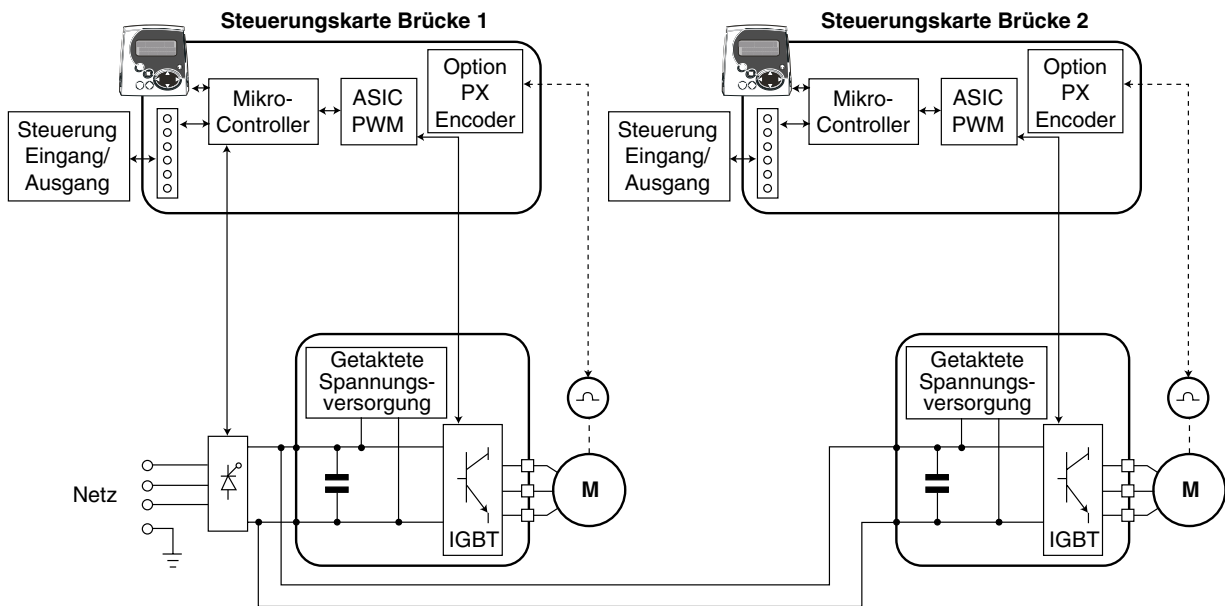 Steuerungskarte Brücke 1
Option
PX
Encoder
Mikro-
Controller
ASIC
PWM
Steuerung
Eingang/
Ausgang
Getaktete
Spannungs-
versorgung
Netz
IGBT
M
Steuerungskarte Brücke 2
Option
PX
Encoder
Mikro-
Controller
ASIC
PWM
Steuerung
Eingang/
Ausgang
Getaktete
Spannungs-
versorgung
IGBT
M